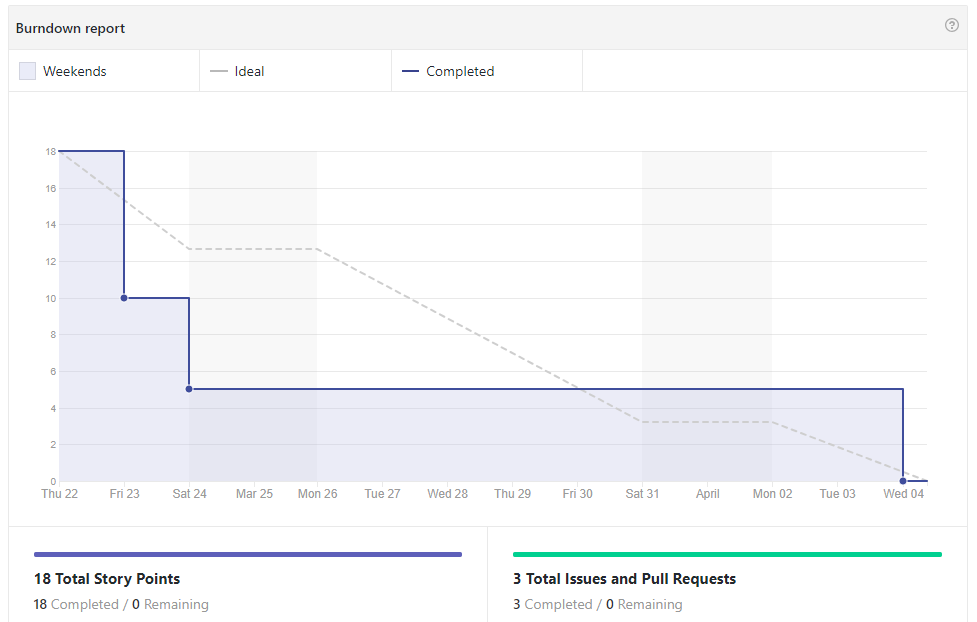 Burndown report
Weekends Ideal Completed
18
16
14
12
10
8
6
4
2
0
Thu 22 Fri 23 Sat 24 Mar 25 Mon 26 Tue 27 Wed 28 Thu 29 Fri 30 Sat 31 April Mon 02 Tue 03 Wed 04
18 Total Story Points
18 Completed / 0 Remaining
3 Total Issues and Pull Requests
3 Completed / 0 Remaining